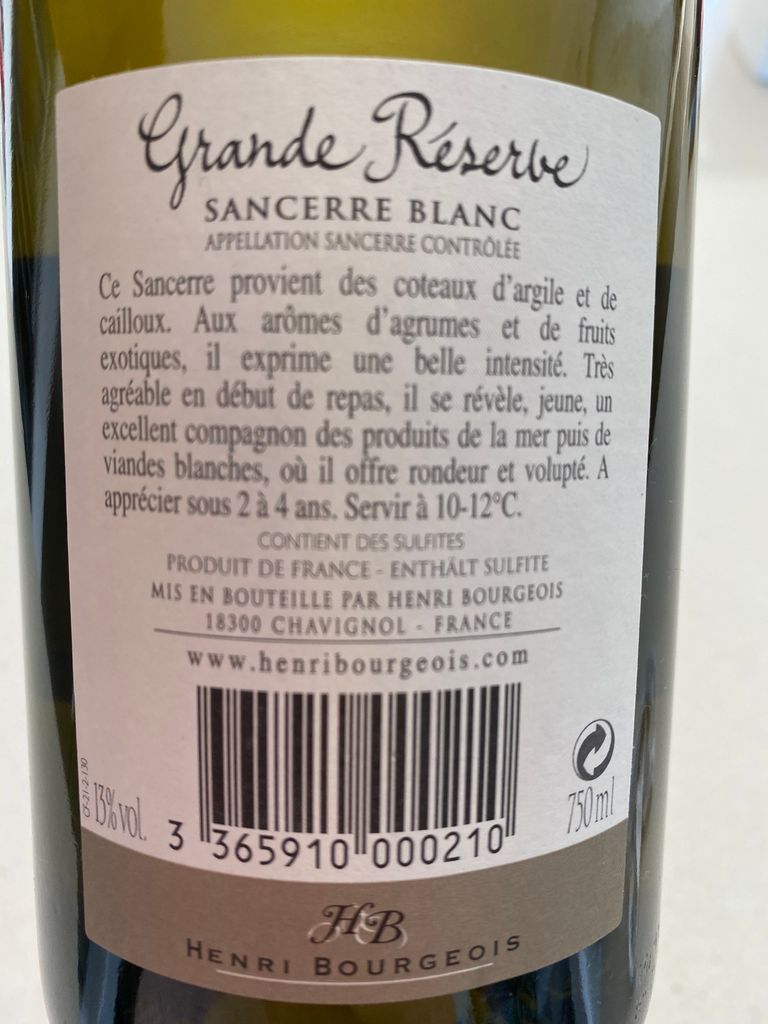 Grande Réserve
SANCERRE BLANC
APPELLATION SANCERRE CONTRÔLÉE
Ce Sancerre provient des coteaux d'argile et de
cailloux. Aux arômes d'agrumes et de fruits
exotiques, il exprime une belle intensité. Très
agréable en début de repas, il se révèle, jeune, un
excellent compagnon des produits de la mer puis de
viandes blanches, où il offre rondeur et volupté. A
apprécier sous 2 à 4 ans. Servir à 10-12°C.
CONTIENT DES SULFITES
PRODUIT DE FRANCE - ENTHÄLT SULFITE
MIS EN BOUTEILLE PAR HENRI BOURGEOIS
18300 CHAVIGNOL - FRANCE
www.henribourgeois.com
13% vol.
750 ml
3 365910 000210
HB
HENRI BOURGEOIS